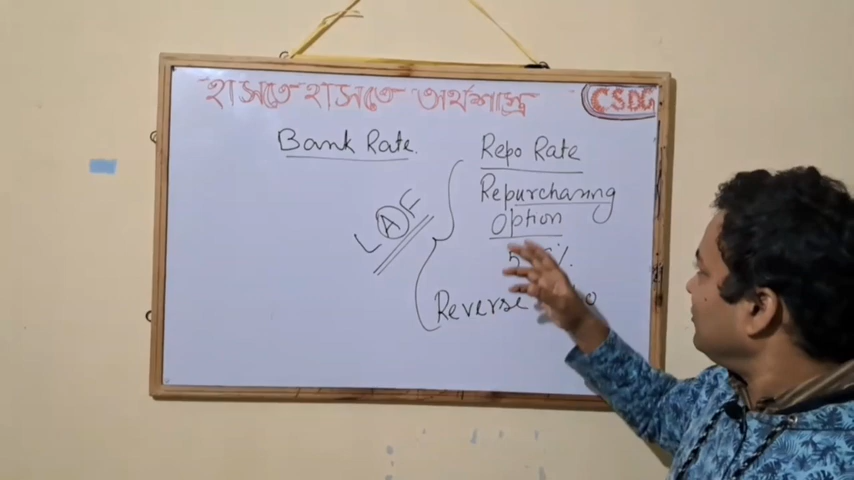 হাসতে হাসতে অর্থশাস্ত্রে
CSDG
Bank Rate.
Repo Rate
Repurchasing
Option
LAF
Reverse